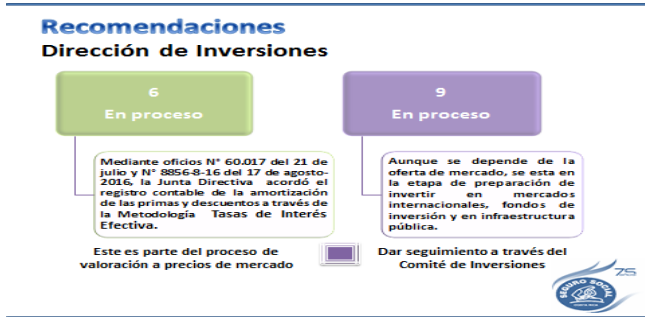 Recomendaciones
Dirección de Inversiones
6
En proceso
Mediante oficios N° 60.017 del 21 de
julio y N° 8856-8-16 del 17 de agosto-
2016, la Junta Directiva acordó el
registro contable de la amortización
de las primas y descuentos a través de
la Metodología Tasas de Interés
Efectiva.
Este es parte del proceso de
valoración a precios de mercado
9
En proceso
Aunque se depende de la
oferta de mercado, se esta en
la etapa de preparación de
invertir en mercados
internacionales, fondos de
inversión y en infraestructura
pública.
Dar seguimiento a través del
Comité de Inversiones
75
SEGURO SOCIAL
COSTA RICA